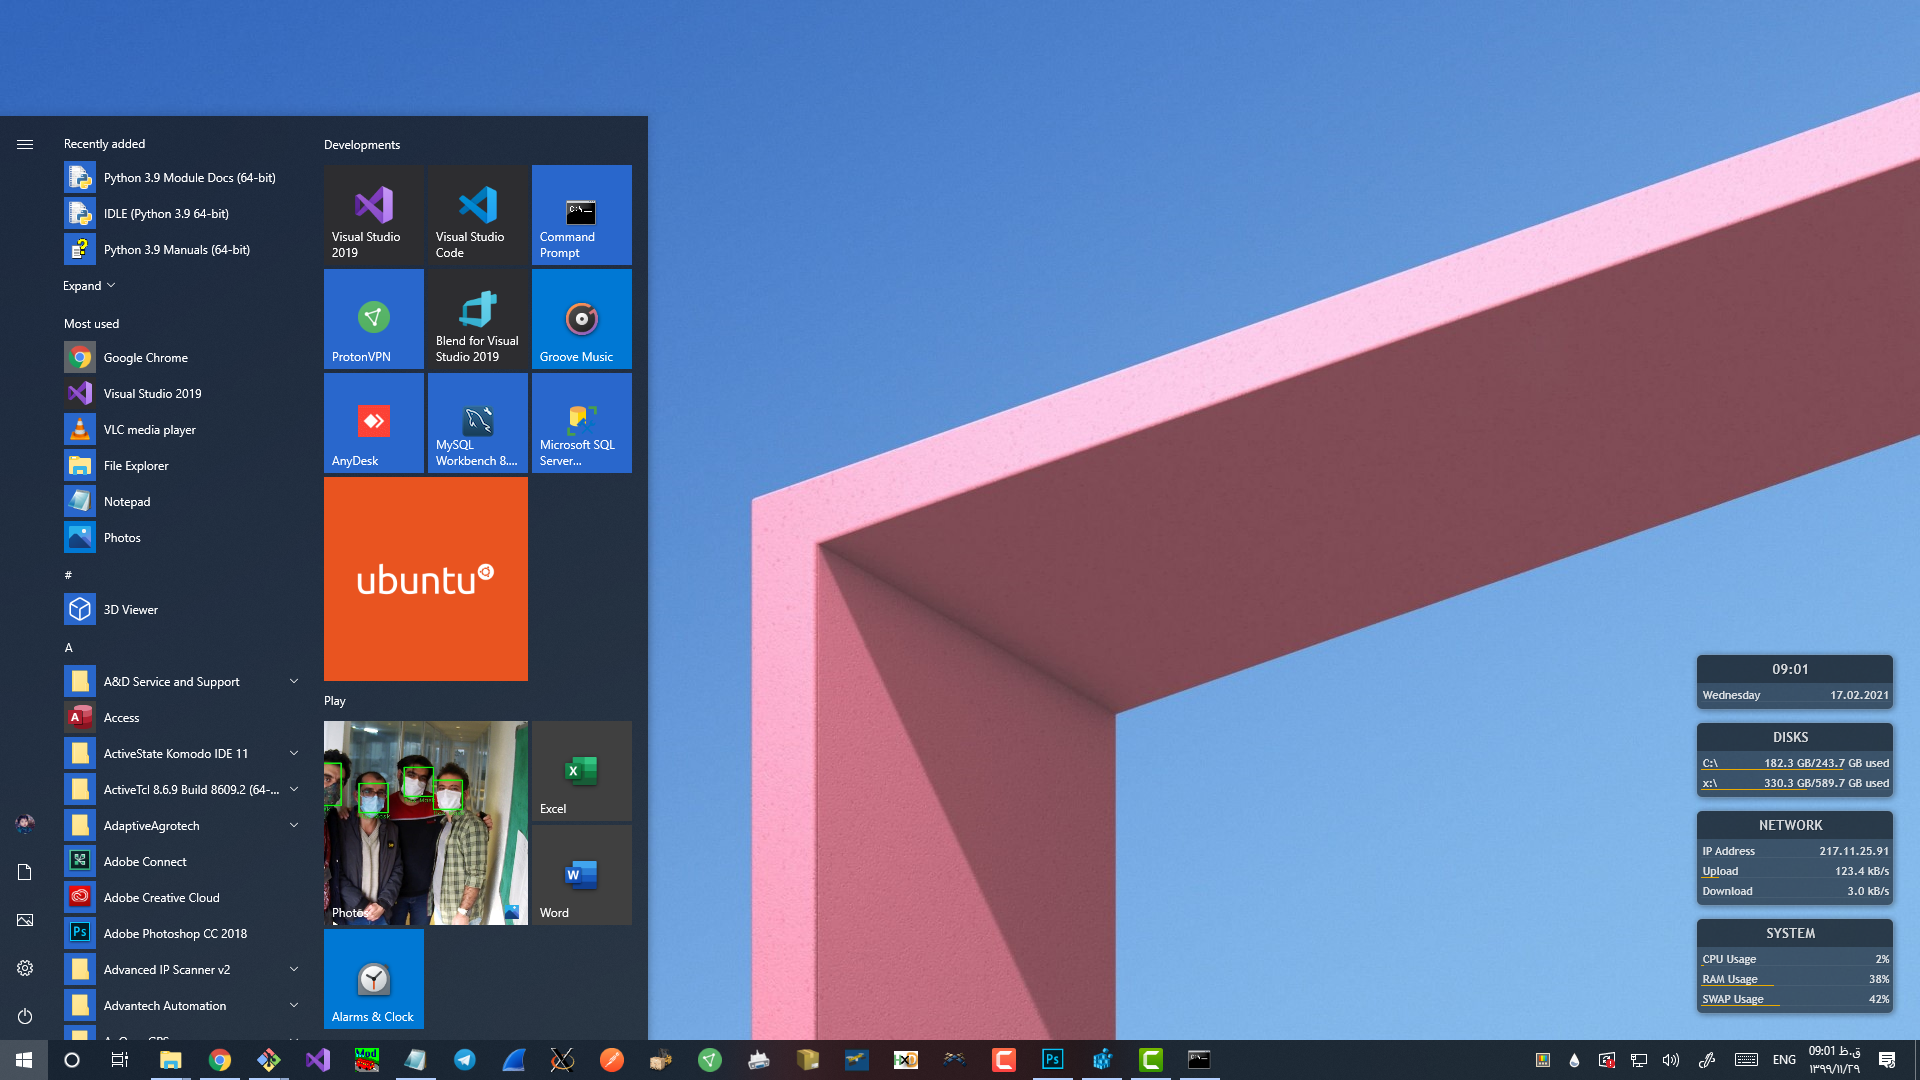 Recently added
Python 3.9 Module Docs (64-bit)
IDLE (Python 3.9 64-bit)
Python 3.9 Manuals (64-bit)
Expand
Most used
Google Chrome
Visual Studio 2019
VLC media player
File Explorer
Notepad
Photos
#
3D Viewer
A
A&D Service and Support
Access
ActiveState Komodo IDE 11
ActiveTcl 8.6.9 Build 8609.2 (64-...
AdaptiveAgrotech
Adobe Connect
Adobe Creative Cloud
Adobe Photoshop CC 2018
Advanced IP Scanner v2
Advantech Automation
Developments
Visual Studio
2019
Visual Studio
Code
Command
Prompt
ProtonVPN
Blend for Visual
Studio 2019
Groove Music
AnyDesk
MySQL
Workbench 8....
Microsoft SQL
Server...
ubuntu
Play
Photos
Excel
Word
Alarms & Clock
09:01
Wednesday 17.02.2021
DISKS
C:\ 182.3 GB/243.7 GB used
x:\ 330.3 GB/589.7 GB used
NETWORK
IP Address 217.11.25.91
Upload 123.4 kB/s
Download 3.0 kB/s
SYSTEM
CPU Usage 2%
RAM Usage 38%
SWAP Usage 42%
ENG
09:01 ق.ظ
۱۳۹۹/۱۱/۲۹